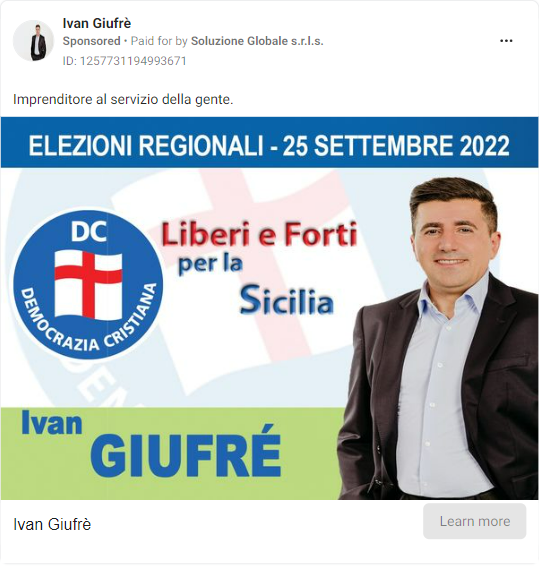 Ivan Giufrè
Sponsored • Paid for by Soluzione Globale s.r.l.s.
ID: 1257731194993671
Imprenditore al servizio della gente.
ELEZIONI REGIONALI - 25 SETTEMBRE 2022
DC
DEMOCRAZIA CRISTIANA
Liberi e Forti
per la
Sicilia
Ivan
GIUFRÉ
Ivan Giufrè
Learn more